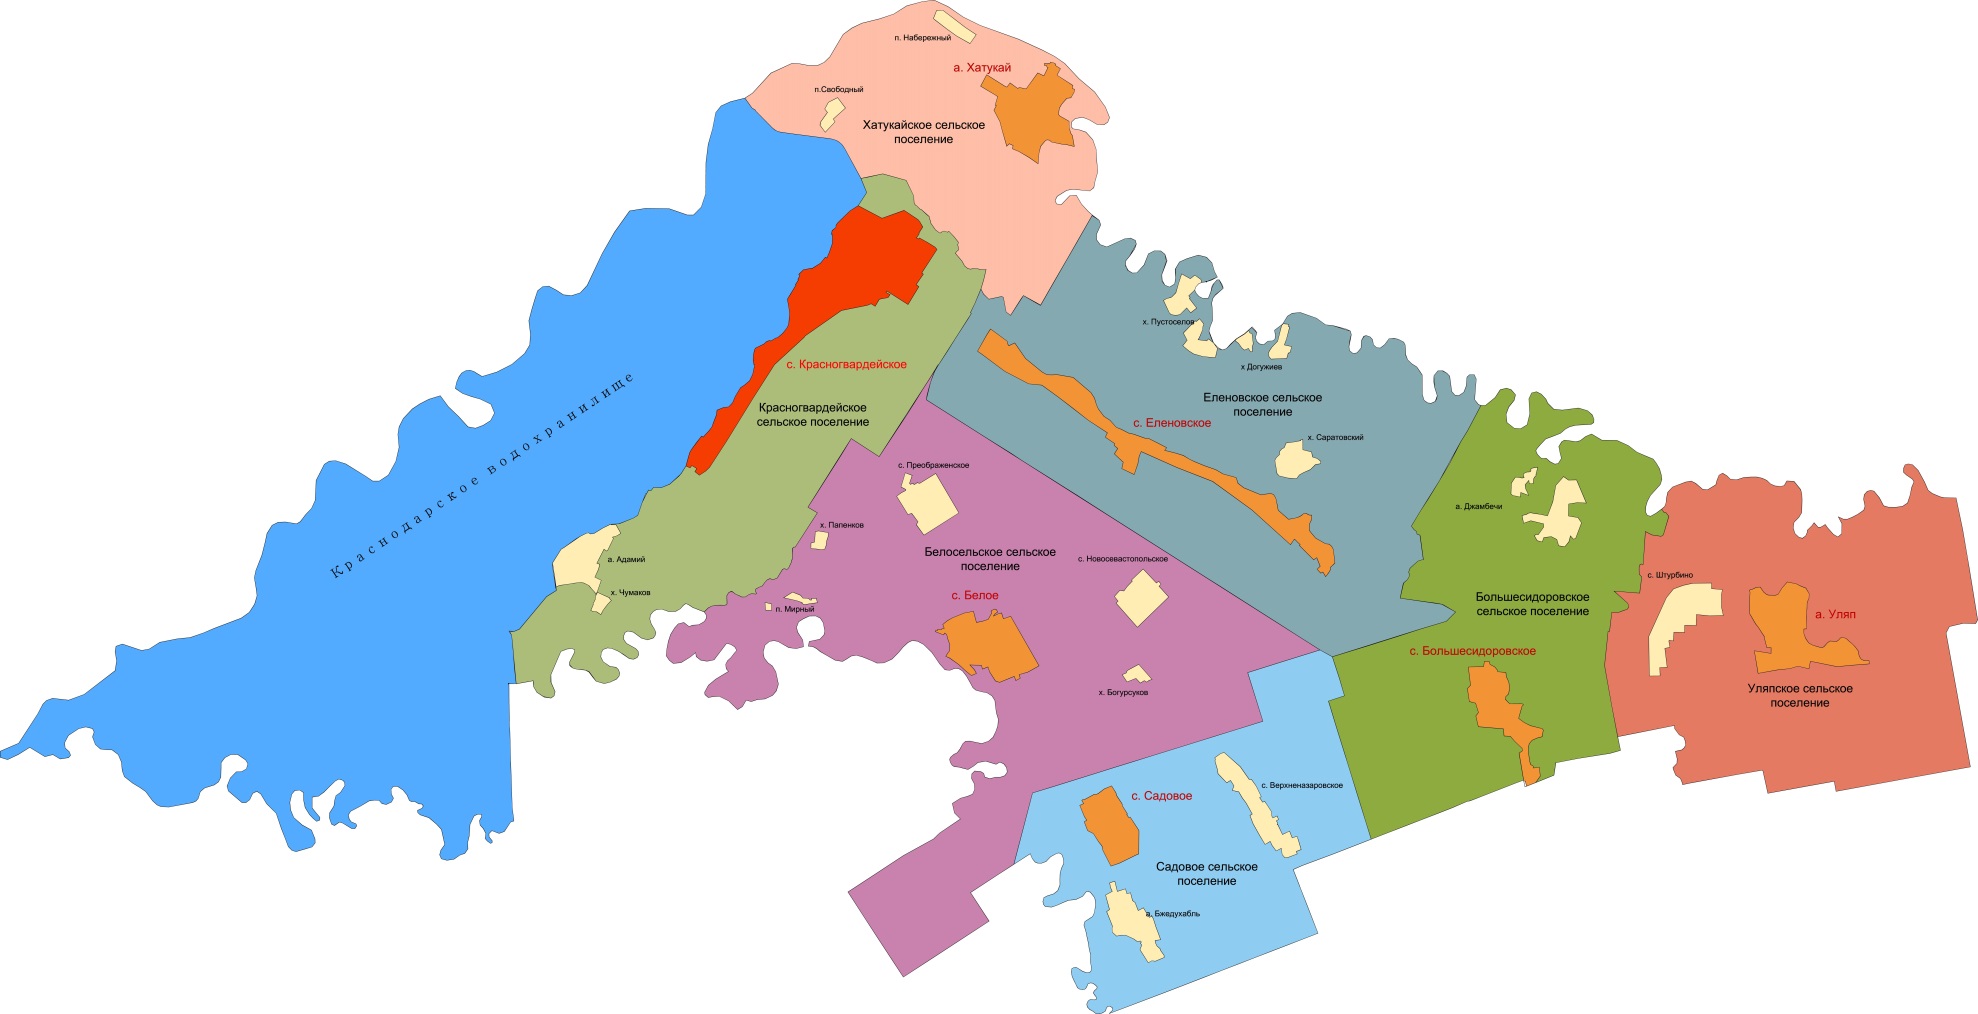 п. Набережный
а. Хатукай
п.Свободный
Хатукайское сельское
поселение
х. Пустоселов
х Догужиев
с. Красногвардейское
Красногвардейское
сельское поселение
Еленовское сельское
поселение
с. Еленовское
х. Саратовский
Краснодарское водохранилище
с. Преображенское
а. Джамбечи
х. Папенков
Белосельское сельское
поселение
с. Новосевастопольское
а. Адамий
с. Штурбино
х. Чумаков
с. Белое
Большесидоровское
сельское поселение
п. Мирный
а. Уляп
с. Большесидоровское
х. Богурсуков
Уляпское сельское
поселение
с. Верхненазаровское
с. Садовое
Садовое сельское
поселение
а. Бжедухабль